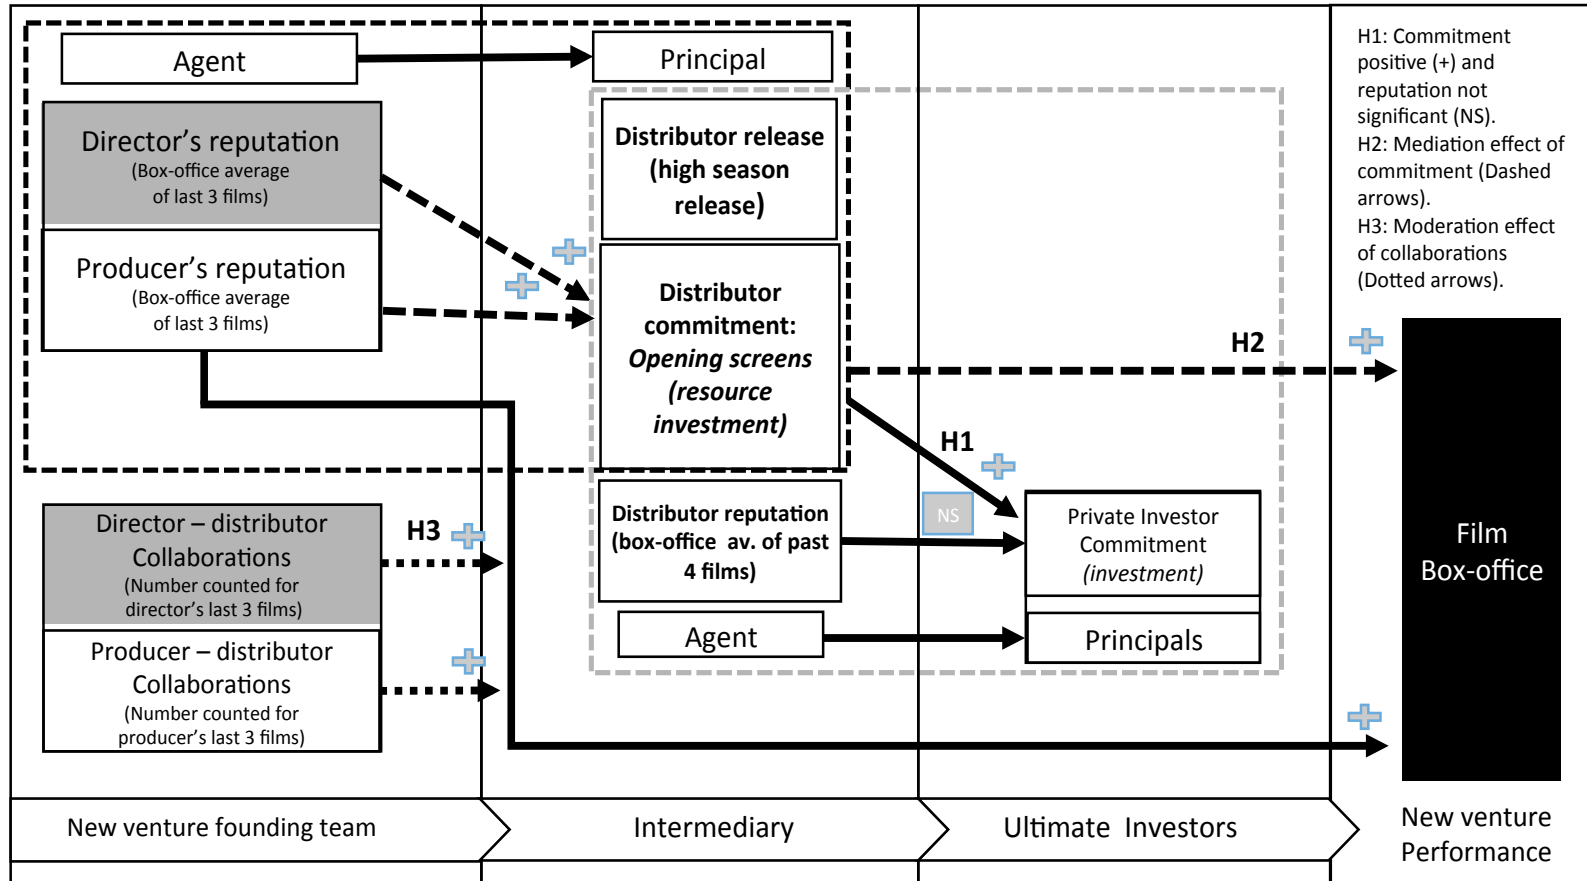 Agent
Principal
Director's reputation
(Box-office average
of last 3 films)
Producer's reputation
(Box-office average
of last 3 films)
Distributor release
(high season
release)
Distributor
commitment:
Opening screens
(resource
investment)
H1: Commitment
positive (+) and
reputation not
significant (NS).
H2: Mediation effect of
commitment (Dashed
arrows).
H3: Moderation effect
of collaborations
(Dotted arrows).
H2
H1
NS
Director – distributor
Collaborations
(Number counted for
director's last 3 films)
H3
Producer – distributor
Collaborations
(Number counted for
producer's last 3 films)
Distributor reputation
(box-office av. of past
4 films)
Agent
Private Investor
Commitment
(investment)
Principals
Film
Box-office
New venture founding team
Intermediary
Ultimate Investors
New venture
Performance